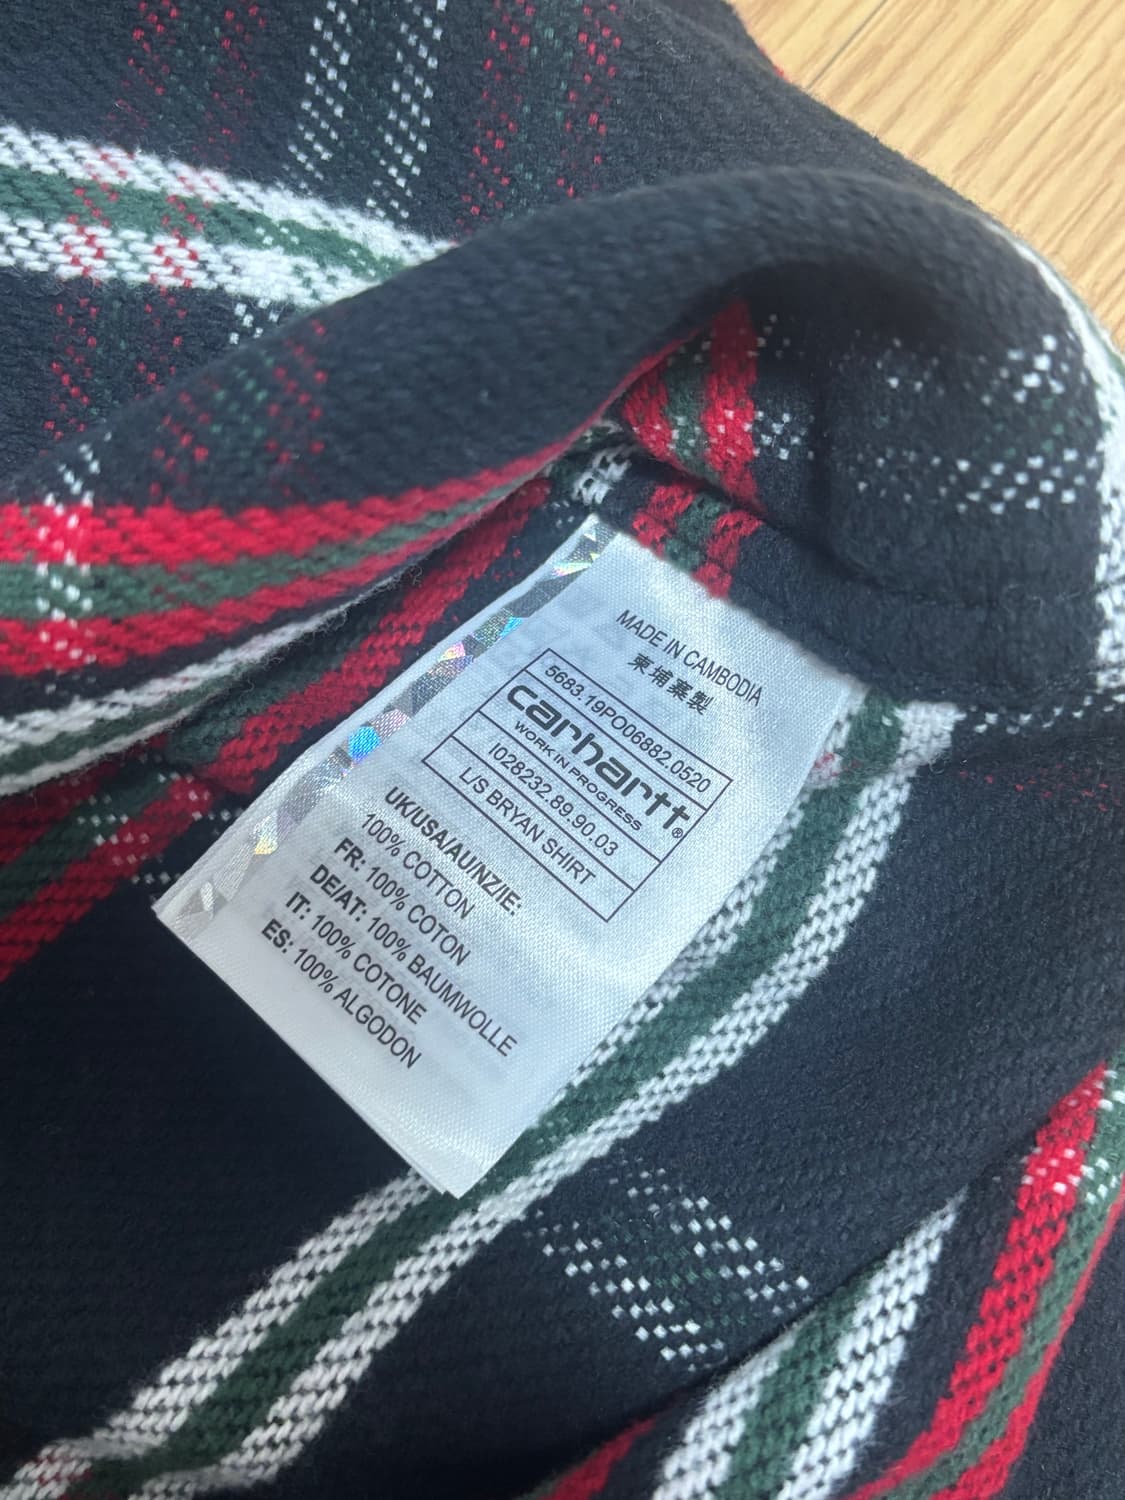 MADE IN CAMBODIA
柬埔寨製
5683.19PO06882.0520
carhartt®
WORK IN PROGRESS
I028232.89.90.03
L/S BRYAN SHIRT
UK/USA/AU/NZ/IE:
100% COTTON
FR: 100% COTON
DE/AT: 100% BAUMWOLLE
IT: 100% COTONE
ES: 100% ALGODON